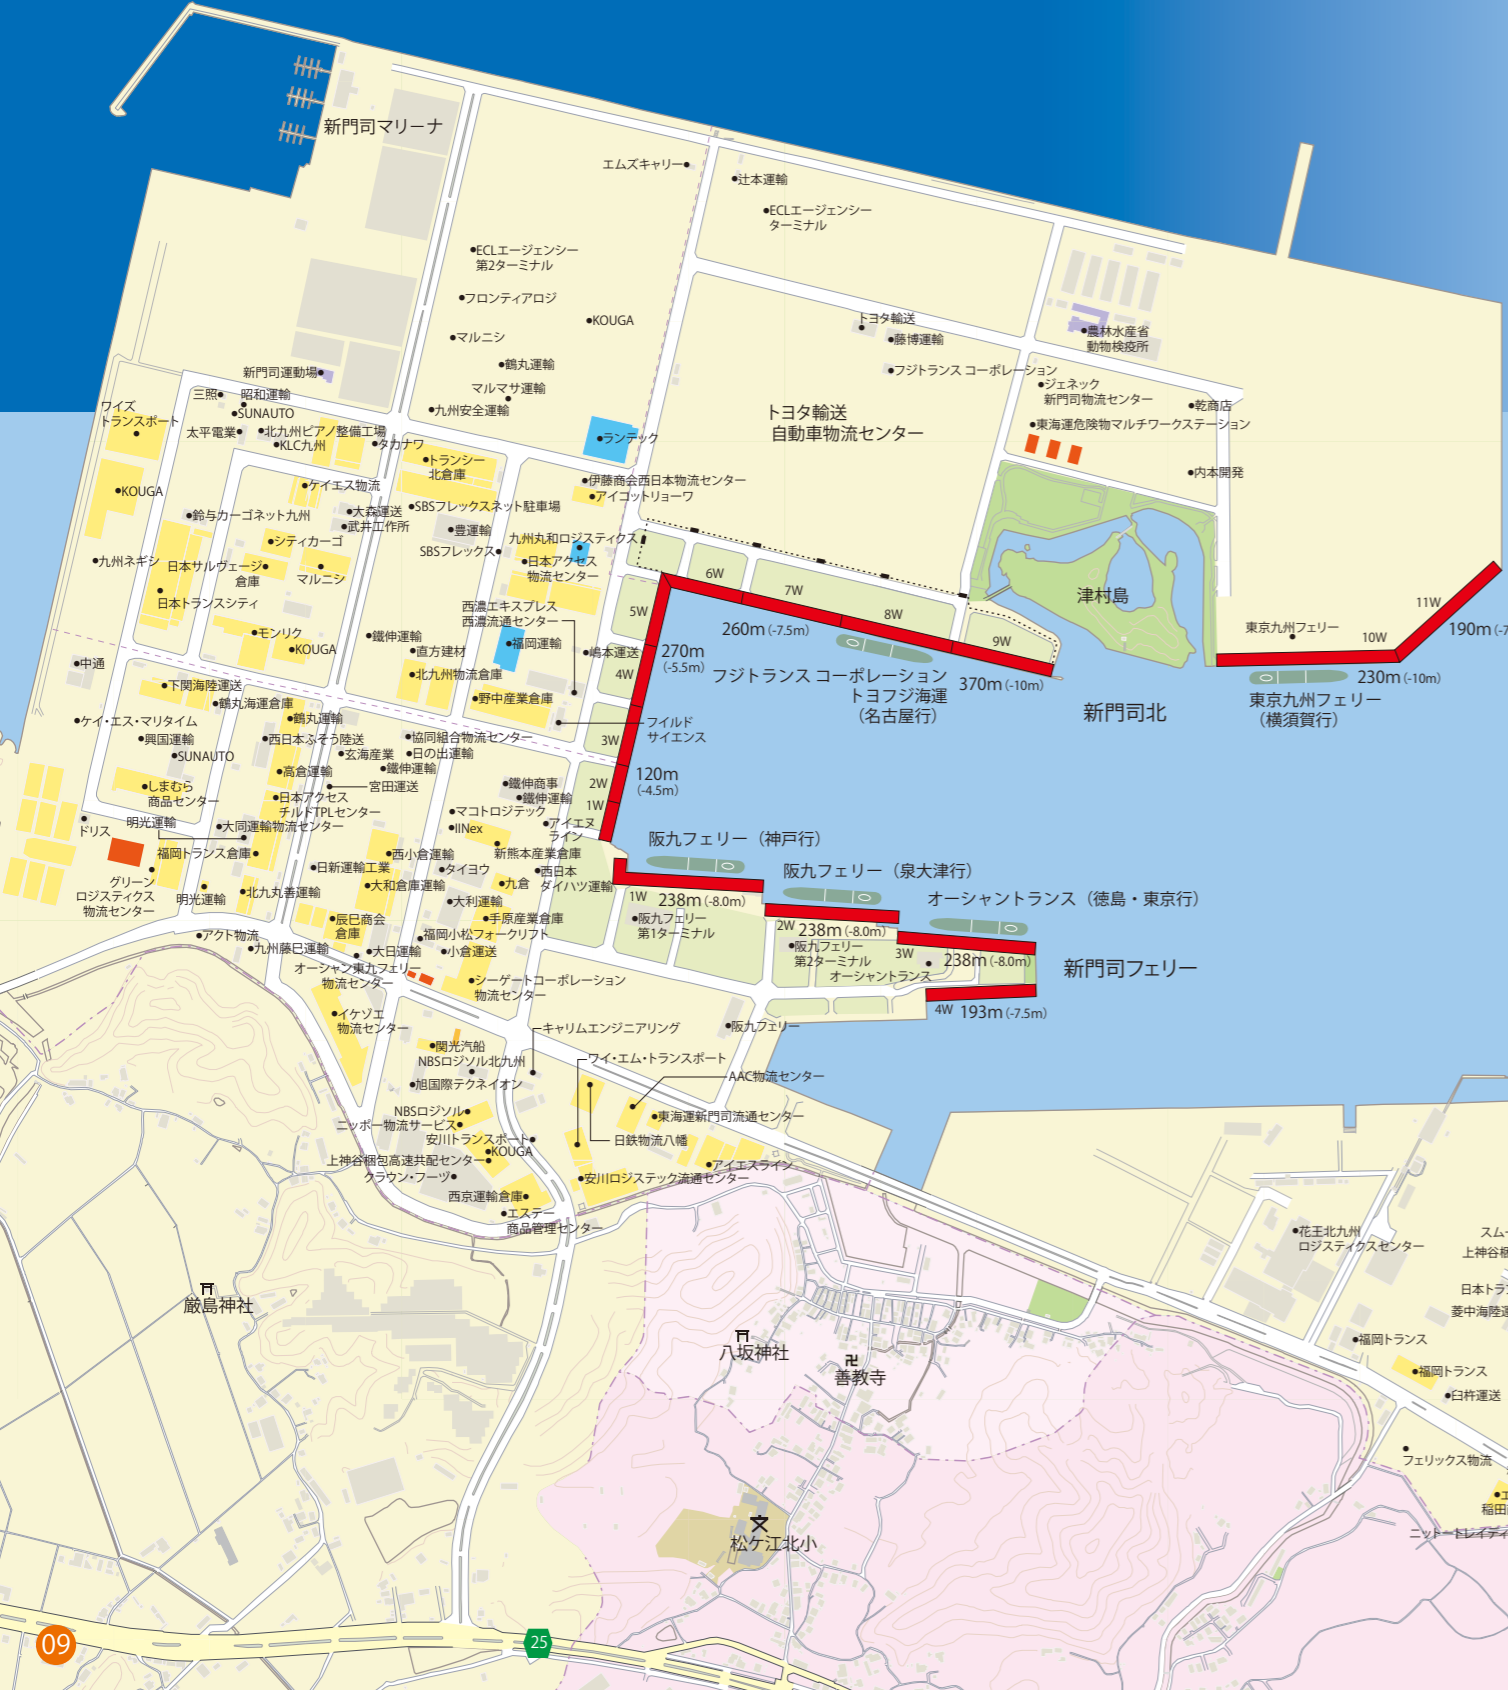 新門司マリーナ
エムズキャリー
辻本運輸
ECLエージェンシー
ターミナル
ECLエージェンシー
第2ターミナル
フロンティアロジ
KOUGA
マルニシ
鶴丸運輸
マルマサ運輸
九州安全運輸
トヨタ輸送
藤博運輸
フジトランス コーポレーション
農林水産省
動物検疫所
ジェネック
新門司物流センター
乾商店
東海運危険物マルチワークステーション
内本開発
トヨタ輸送
自動車物流センター
新門司運動場
三照
昭和運輸
SUNAUTO
ワイズ
トランスポート
太平電業
北九州ピアノ整備工場
KLC九州
タカナワ
ランテック
トランシー
北倉庫
伊藤商会西日本物流センター
アイコットリョーワ
KOUGA
ケイエス物流
SBSフレックスネット駐車場
鈴与カーゴネット九州
大森運送
武井工作所
豊運輸
九州丸和ロジスティクス
シティカーゴ
SBSフレックス
日本アクセス
物流センター
九州ネギシ
日本サルヴェージ
倉庫
マルニシ
日本トランスシティ
西濃エキスプレス
西濃流通センター
モンリク
KOUGA
鐵伸運輸
直方建材
福岡運輸
嶋本運送
中通
下関海陸運送
鶴丸海運倉庫
北九州物流倉庫
野中産業倉庫
フイルド
サイエンス
ケイ・エス・マリタイム
鶴丸運輸
興国運輸
西日本ふそう陸送
協同組合物流センター
SUNAUTO
玄海産業
日の出運輸
鐵伸運輸
高倉運輸
宮田運送
鐵伸商事
鐵伸運輸
しまむら
商品センター
日本アクセス
チルドTPLセンター
マコトロジテック
明光運輸
大同運輸物流センター
IINex
アイエヌ
ライン
ドリス
福岡トランス倉庫
西小倉運輸
新熊本産業倉庫
日新運輸工業
タイヨウ
西日本
ダイハツ運輸
グリーン
ロジスティクス
物流センター
明光運輸
北九丸善運輸
大和倉庫運輸
九倉
大利運輸
辰巳商会
倉庫
手原産業倉庫
アクト物流
九州藤巳運輸
大日運輸
福岡小松フォークリフト
小倉運送
オーシャン東九フェリー
物流センター
シーゲートコーポレーション
物流センター
イケゾエ
物流センター
キャリムエンジニアリング
関光汽船
NBSロジソル北九州
ワイ・エム・トランスポート
旭国際テクネイオン
AAC物流センター
NBSロジソル
ニッポー物流サービス
東海運新門司流通センター
安川トランスポート
日鉄物流八幡
KOUGA
上神谷梱包高速共配センター
アイエスライン
クラウン・フーヅ
安川ロジステック流通センター
西京運輸倉庫
エステー
商品管理センター
6W
7W
8W
9W
5W
4W
3W
2W
1W
260m(-7.5m)
270m
(-5.5m)
120m
(-4.5m)
370m(-10m)
フジトランス コーポレーション
トヨフジ海運
(名古屋行)
津村島
新門司北
東京九州フェリー
10W
11W
190m(-7
230m(-10m)
東京九州フェリー
(横須賀行)
阪九フェリー(神戸行)
阪九フェリー(泉大津行)
オーシャントランス(徳島・東京行)
1W
238m(-8.0m)
阪九フェリー
第1ターミナル
2W
238m(-8.0m)
阪九フェリー
第2ターミナル
3W
238m(-8.0m)
オーシャントランス
新門司フェリー
4W
193m(-7.5m)
阪九フェリー
厳島神社
八坂神社
善教寺
松ケ江北小
花王北九州
ロジスティクスセンター
スム
上神谷
日本トラ
菱中海陸
福岡トランス
福岡トランス
臼杵運送
フェリックス物流
稲田
ニットートレイディ
09
25